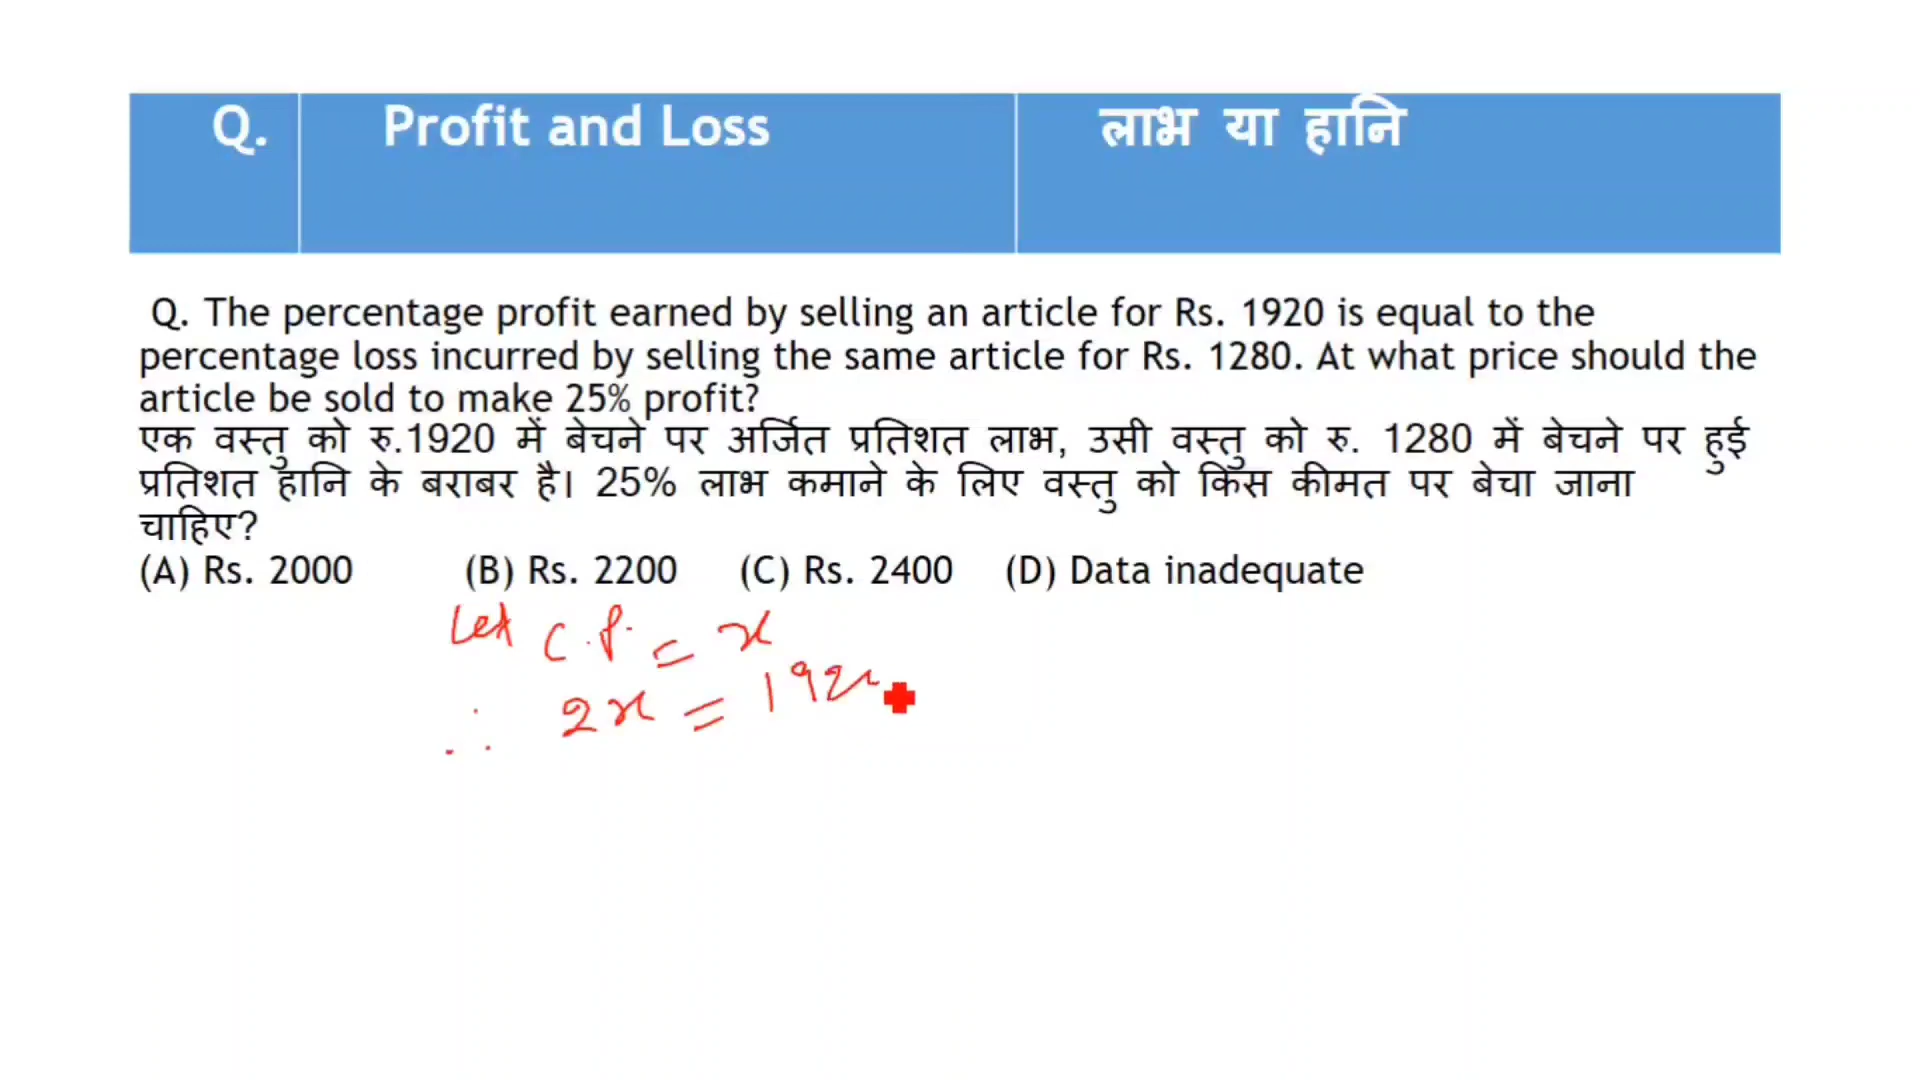 Q. Profit and Loss लाभ या हानि
Q. The percentage profit earned by selling an article for Rs. 1920 is equal to the
percentage loss incurred by selling the same article for Rs. 1280. At what price should the
article be sold to make 25% profit?
एक वस्तु को रु.1920 में बेचने पर अर्जित प्रतिशत लाभ, उसी वस्तु को रु. 1280 में बेचने पर हुई
प्रतिशत हानि के बराबर है। 25% लाभ कमाने के लिए वस्तु को किस कीमत पर बेचा जाना
चाहिए?
(A) Rs. 2000 (B) Rs. 2200 (C) Rs. 2400 (D) Data inadequate
Let C.P. = x
∴ 2x = 192